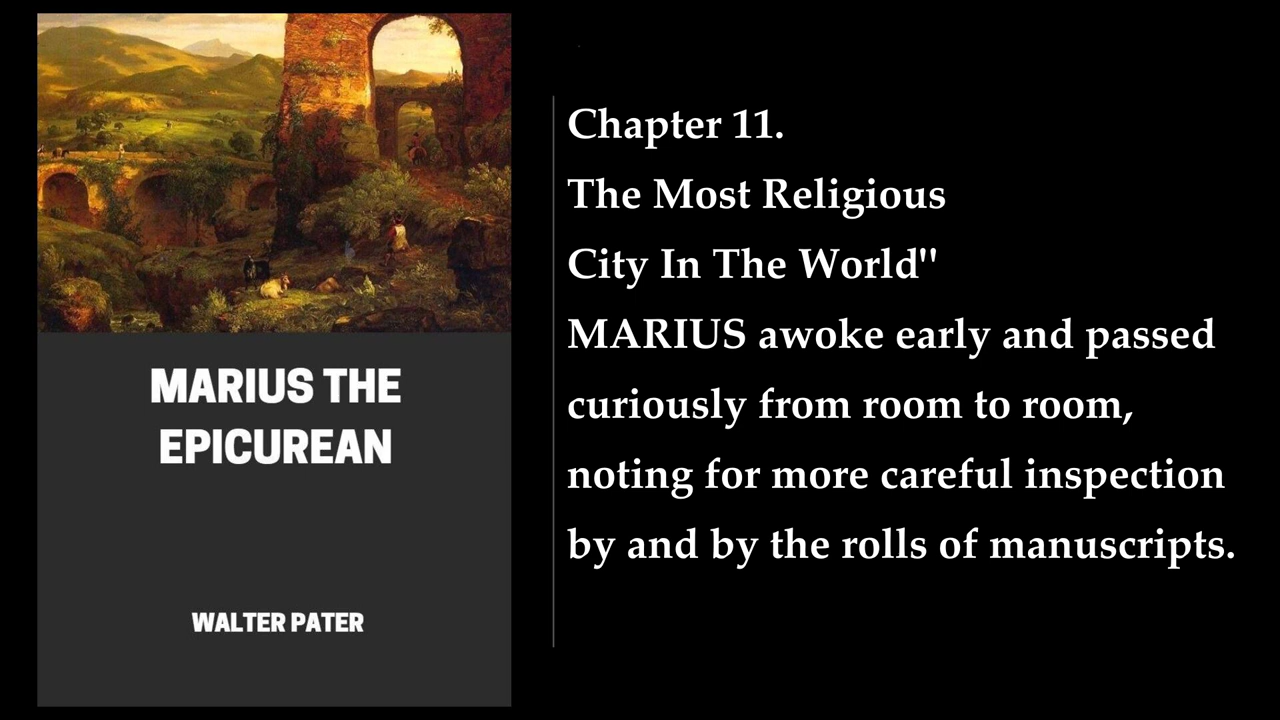 MARIUS THE
EPICUREAN
WALTER PATER
Chapter 11.
The Most Religious
City In The World"
MARIUS awoke early and passed
curiously from room to room,
noting for more careful inspection
by and by the rolls of manuscripts.